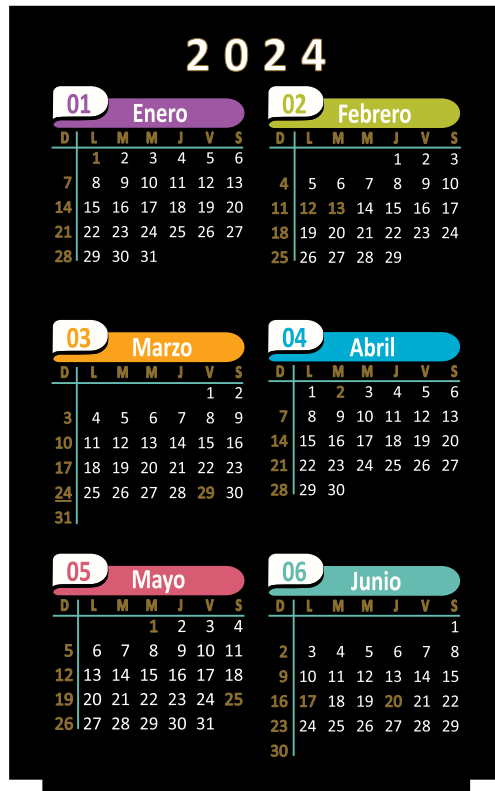 2024
01 Enero
D L M M J V S
1 2 3 4 5 6
7 8 9 10 11 12 13
14 15 16 17 18 19 20
21 22 23 24 25 26 27
28 29 30 31
02 Febrero
D L M M J V S
1 2 3
4 5 6 7 8 9 10
11 12 13 14 15 16 17
18 19 20 21 22 23 24
25 26 27 28 29
03 Marzo
D L M M J V S
1 2
3 4 5 6 7 8 9
10 11 12 13 14 15 16
17 18 19 20 21 22 23
24 25 26 27 28 29 30
31
04 Abril
D L M M J V S
1 2 3 4 5 6
7 8 9 10 11 12 13
14 15 16 17 18 19 20
21 22 23 24 25 26 27
28 29 30
05 Mayo
D L M M J V S
1 2 3 4
5 6 7 8 9 10 11
12 13 14 15 16 17 18
19 20 21 22 23 24 25
26 27 28 29 30 31
06 Junio
D L M M J V S
1
2 3 4 5 6 7 8
9 10 11 12 13 14 15
16 17 18 19 20 21 22
23 24 25 26 27 28 29
30